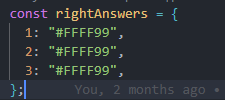 const rightAnswers = {
1: "#FFFF99",
2: "#FFFF99",
3: "#FFFF99",
}; You, 2 months ago •